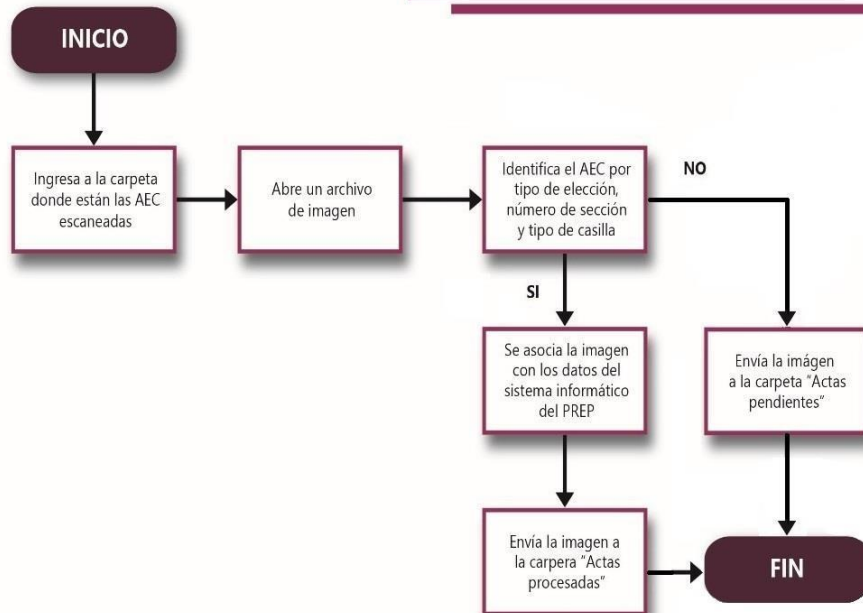 INICIO
Ingresa a la carpeta
donde están las AEC
escaneadas
Abre un archivo
de imagen
Identifica el AEC por
tipo de elección,
número de sección
y tipo de casilla
NO
SI
Se asocia la imagen
con los datos del
sistema informático
del PREP
Envía la imágen
a la carpeta “Actas
pendientes”
Envía la imagen a
la carpera “Actas
procesadas”
FIN